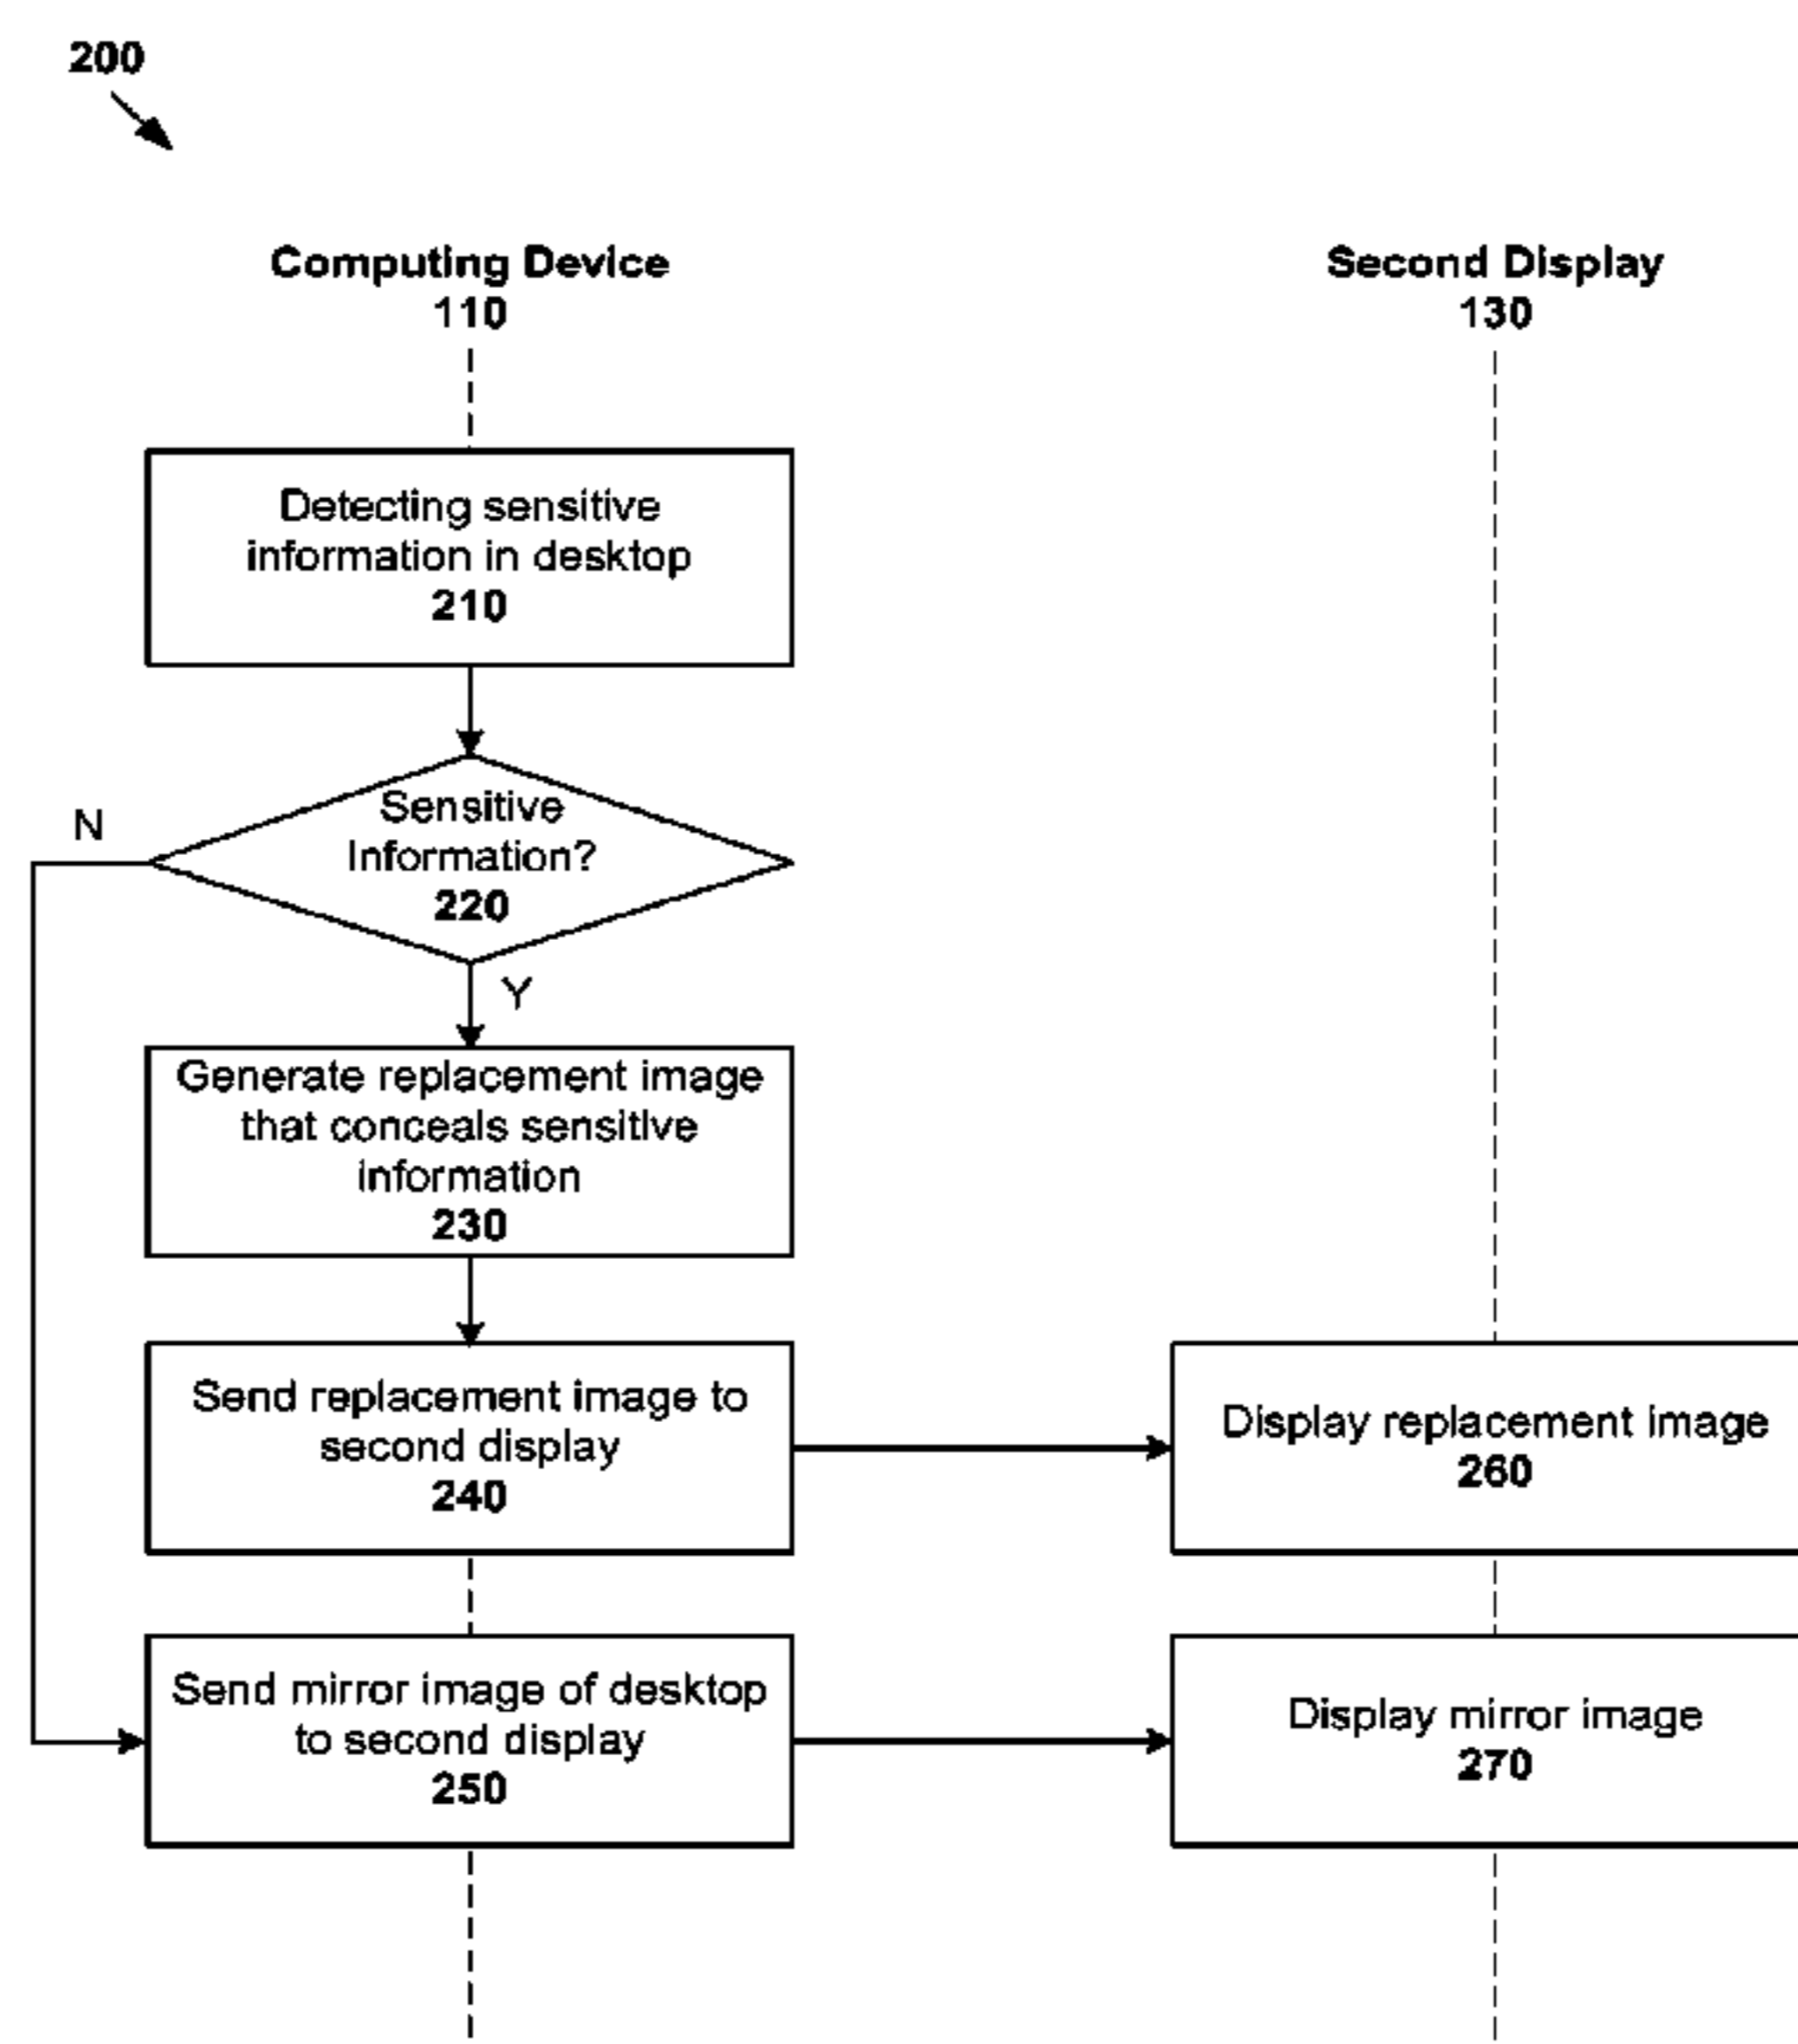 200
Computing Device
110
Second Display
130
Detecting sensitive
information in desktop
210
Sensitive
Information?
220
N
Y
Generate replacement image
that conceals sensitive
information
230
Send replacement image to
second display
240
Display replacement image
260
Send mirror image of desktop
to second display
250
Display mirror image
270